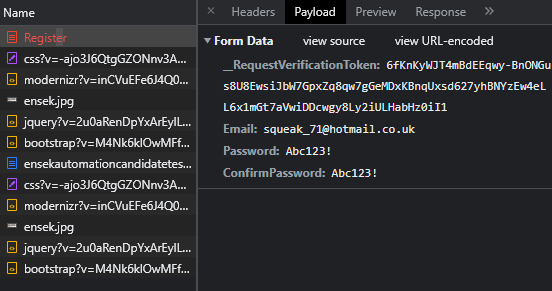 Name
Register
css?v=-ajo3J6QtgGZONnv3A...
modernizr?v=inCVuEFe6J4Q0...
ensek.jpg
jquery?v=2u0aRenDpYxArEyIL...
bootstrap?v=M4Nk6kIOwMFf...
ensekautomationcandidatetes...
css?v=-ajo3J6QtgGZONnv3A...
modernizr?v=inCVuEFe6J4Q0...
ensek.jpg
jquery?v=2u0aRenDpYxArEyIL...
bootstrap?v=M4Nk6kIOwMFf...
× Headers Payload Preview Response »
▼ Form Data view source view URL-encoded
__RequestVerificationToken: 6fKnKyWJT4mBdEEqwy-BnONGu
s8U8EwsiJbW7GpxZq8qw7gGeMDxKBnqUxsd627yhBNYzEw4eL
L6x1mGt7aVwiDDcwgy8Ly2iULHabHz0iI1
Email: squeak_71@hotmail.co.uk
Password: Abc123!
ConfirmPassword: Abc123!